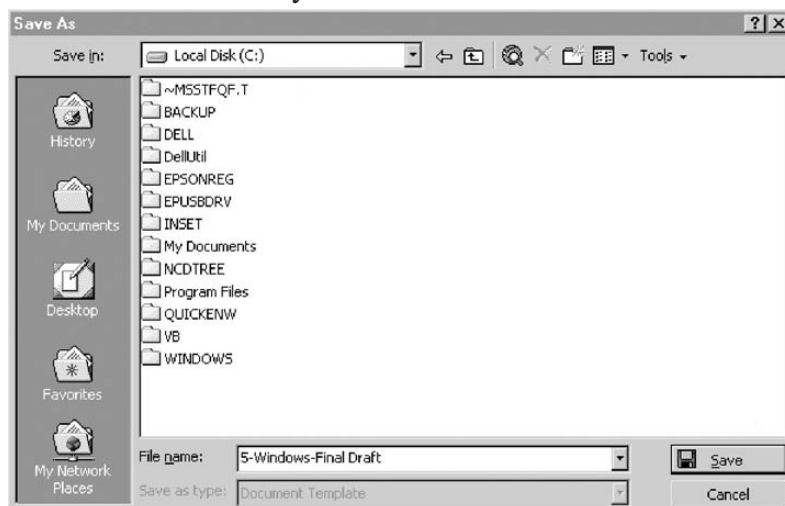 Save As
Save in: Local Disk (C:) Tools
~MSSTFQF.T
BACKUP
DELL
DellUtil
EPSONREG
EPUSBDRV
INSET
My Documents
NCDTREE
Program Files
QUICKENW
VB
WINDOWS
History
My Documents
Desktop
Favorites
My Network
Places
File name: 5-Windows-Final Draft Save
Save as type: Document Template Cancel